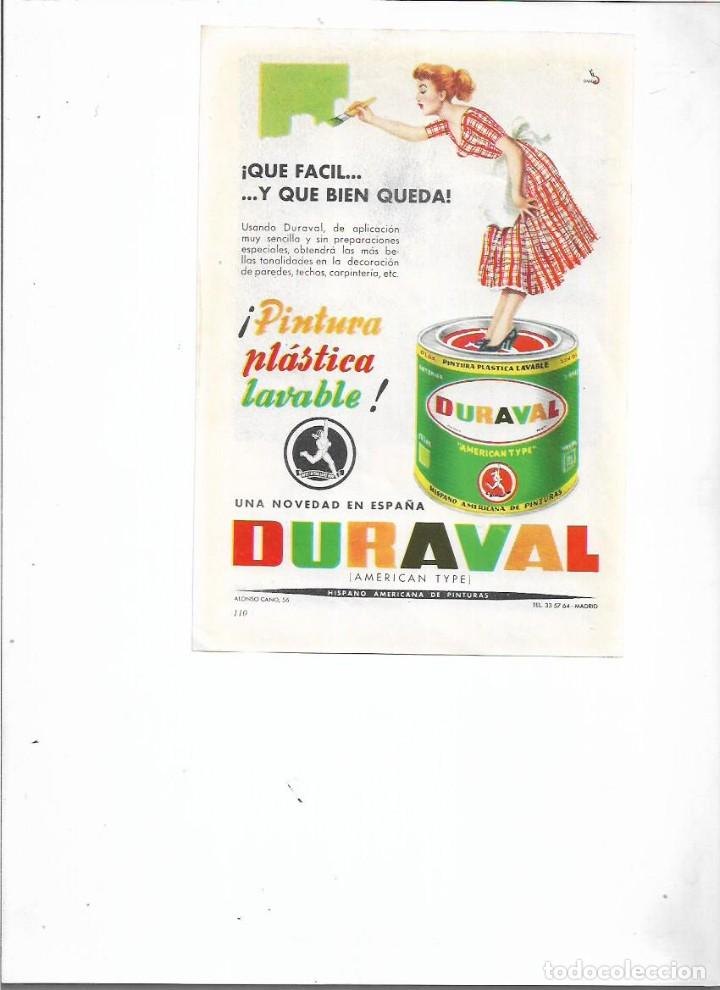 ¡QUE FACIL...
...Y QUE BIEN QUEDA!
Usando Duraval, de aplicación
muy sencilla y sin preparaciones
especiales, obtendrá las más be-
llas tonalidades en la decoración
de paredes, techos, carpintería, etc.
¡Pintura
plástica
lavable!
PINTURA PLASTICA LAVABLE
DURAVAL
"AMERICAN TYPE"
HISPANO AMERICANA DE PINTURAS
UNA NOVEDAD EN ESPAÑA
DURAVAL
(AMERICAN TYPE)
HISPANO AMERICANA DE PINTURAS
ALONSO CANO, 56
TEL. 33 57 64 - MADRID
110
todocoleccion